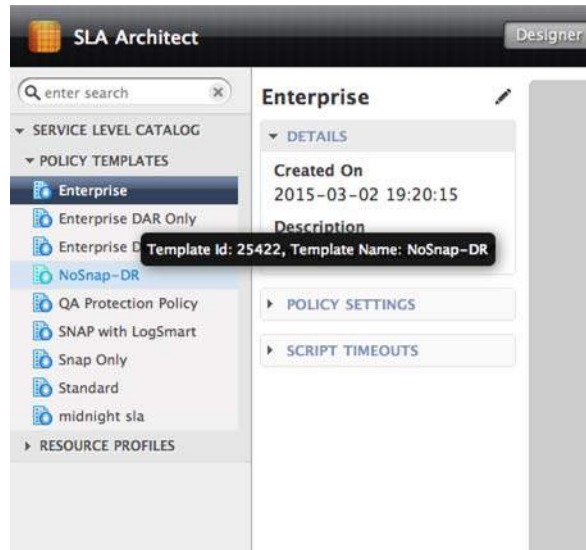 SLA Architect
Designer
enter search
SERVICE LEVEL CATALOG
POLICY TEMPLATES
Enterprise
Enterprise DAR Only
Enterprise D
NoSnap-DR
QA Protection Policy
SNAP with LogSmart
Snap Only
Standard
midnight sla
RESOURCE PROFILES
Enterprise
DETAILS
Created On
2015-03-02 19:20:15
Description
Template Id: 25422, Template Name: NoSnap-DR
POLICY SETTINGS
SCRIPT TIMEOUTS